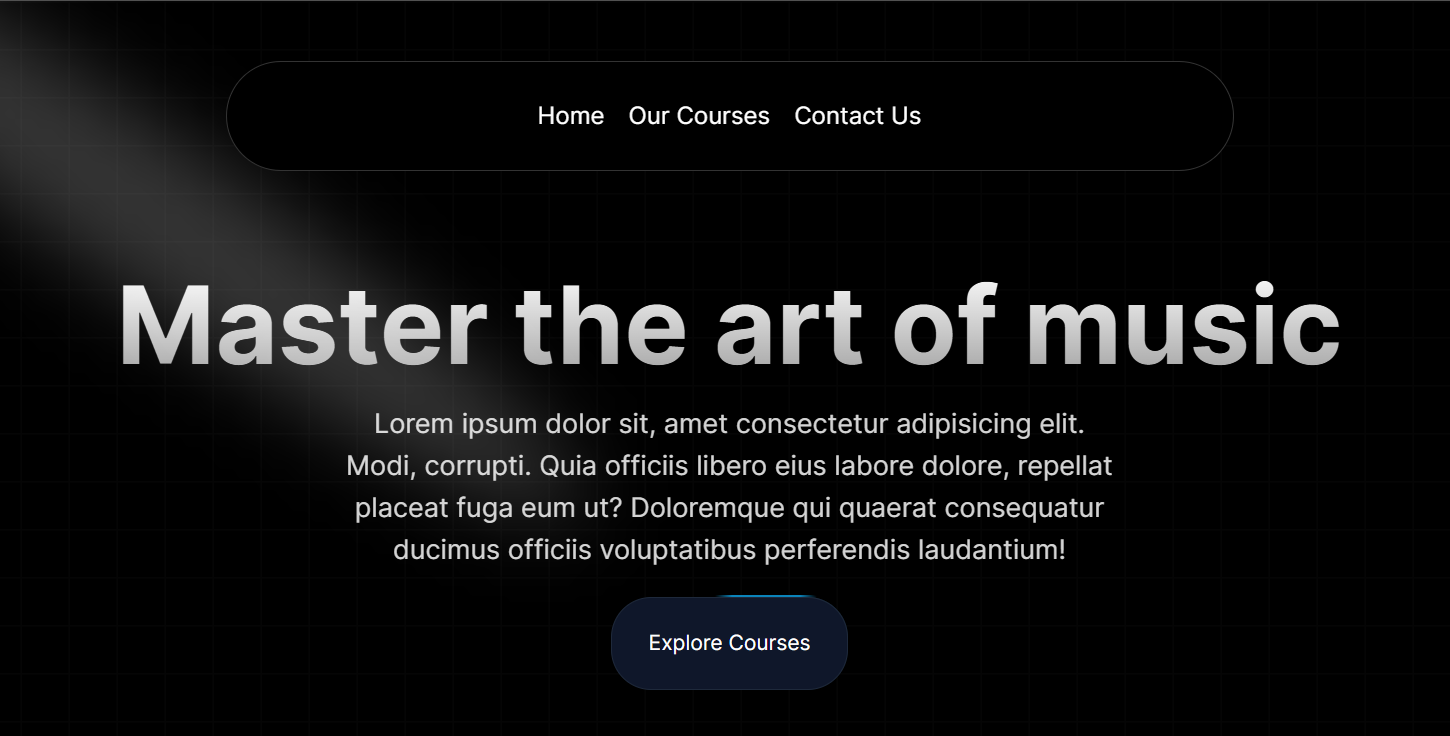 Home Our Courses Contact Us
Master the art of music
Lorem ipsum dolor sit, amet consectetur adipisicing elit.
Modi, corrupti. Quia officiis libero eius labore dolore, repellat
placeat fuga eum ut? Doloremque qui quaerat consequatur
ducimus officiis voluptatibus perferendis laudantium!
Explore Courses